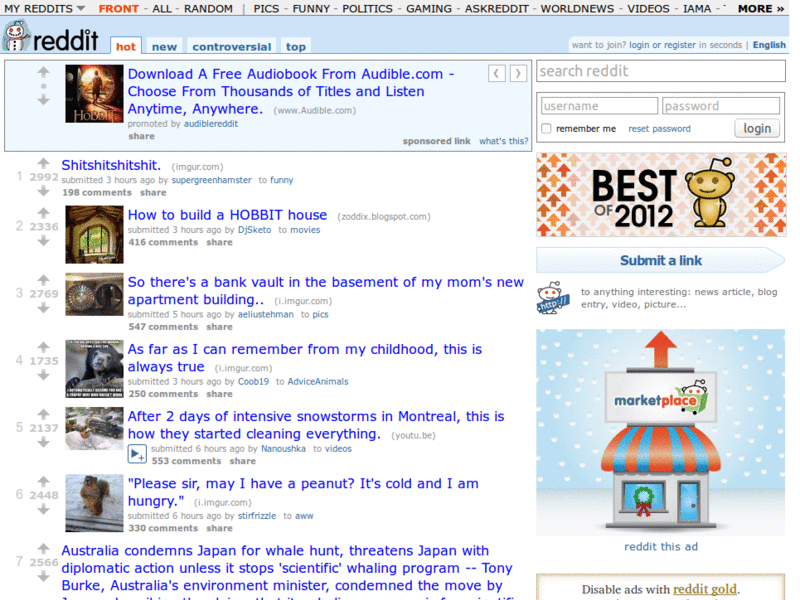 MY REDDITS FRONT - ALL - RANDOM | PICS - FUNNY - POLITICS - GAMING - ASKREDDIT - WORLDNEWS - VIDEOS - IAMA - MORE »
reddit hot new controversial top
want to join? login or register in seconds | English
Download A Free Audiobook From Audible.com -
Choose From Thousands of Titles and Listen
Anytime, Anywhere. (www.Audible.com)
promoted by audiblereddit
share
sponsored link what's this?
HOBBIT
1 2992
Shitshitshitshit. (imgur.com)
submitted 3 hours ago by supergreenhamster to funny
198 comments share
2 2336
How to build a HOBBIT house (zoddix.blogspot.com)
submitted 3 hours ago by DjSketo to movies
416 comments share
3 2769
So there's a bank vault in the basement of my mom's new
apartment building.. (i.imgur.com)
submitted 5 hours ago by aeliustehman to pics
547 comments share
4 1735
As far as I can remember from my childhood, this is
always true (i.imgur.com)
submitted 3 hours ago by Coob19 to AdviceAnimals
250 comments share
5 2137
After 2 days of intensive snowstorms in Montreal, this is
how they started cleaning everything. (youtu.be)
submitted 6 hours ago by Nanoushka to videos
553 comments share
6 2448
"Please sir, may I have a peanut? It's cold and I am
hungry." (i.imgur.com)
submitted 6 hours ago by stirfrizzle to aww
330 comments share
7 2566
Australia condemns Japan for whale hunt, threatens Japan with
diplomatic action unless it stops 'scientific' whaling program -- Tony
Burke, Australia's environment minister, condemned the move by
search reddit
username password
remember me reset password login
BEST
OF 2012
Submit a link
http://
to anything interesting: news article, blog
entry, video, picture...
marketplace
reddit this ad
Disable ads with reddit gold.